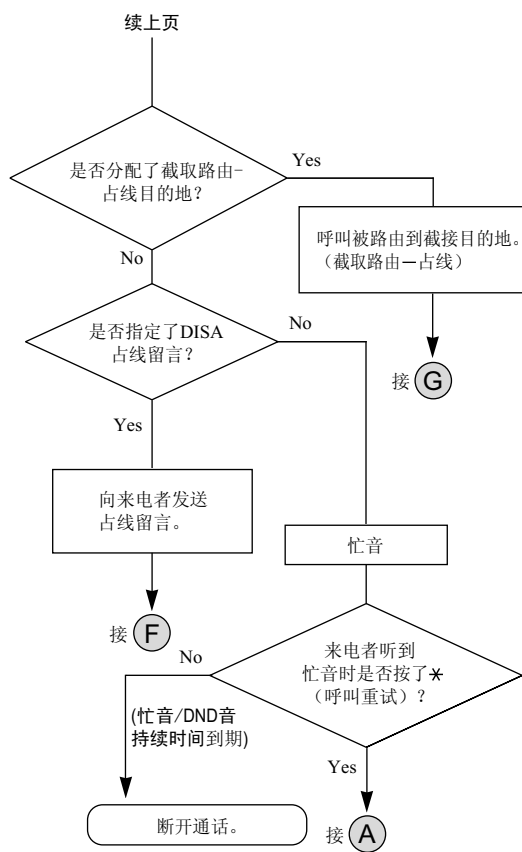 续上页
是否分配了截取路由-
占线目的地？
Yes
呼叫被路由到截接目的地。
（截取路由—占线）
No
接 G
是否指定了DISA
占线留言？
No
Yes
向来电者发送
占线留言。
忙音
接 F
来电者听到
忙音时是否按了*
（呼叫重试）？
No
(忙音/DND音
持续时间到期)
Yes
断开通话。
接 A